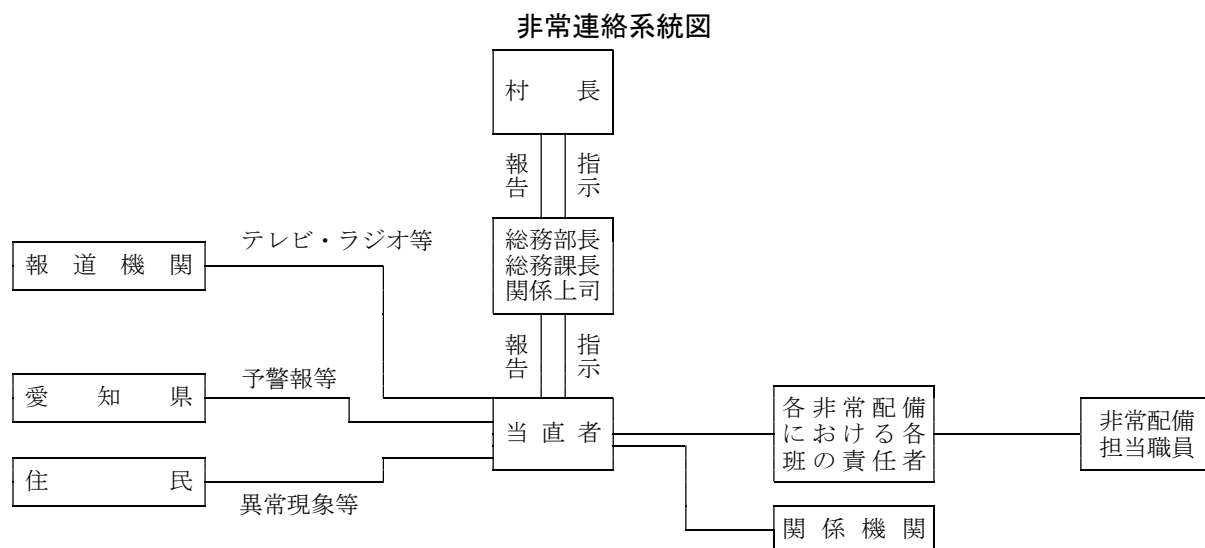 非常連絡系統図
村長
報告
指示
総務部長
総務課長
関係上司
報告
指示
報道機関
テレビ・ラジオ等
愛知県
予警報等
住民
異常現象等
当直者
各非常配備
における各
班の責任者
非常配備
担当職員
関係機関